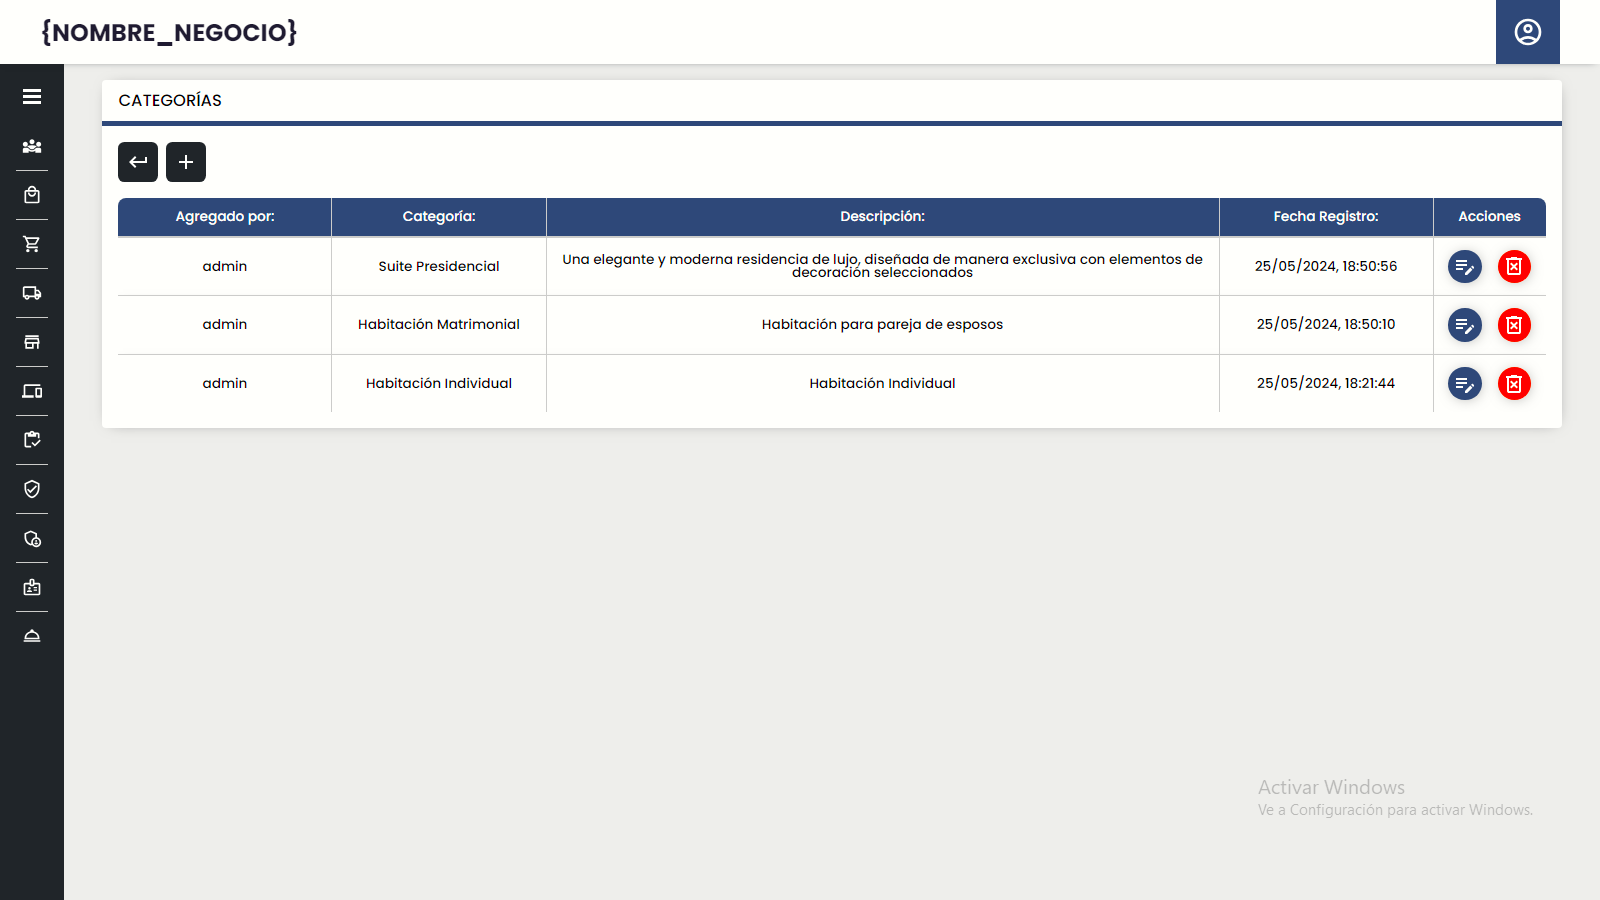 {NOMBRE_NEGOCIO}
CATEGORÍAS
Agregado por: Categoría: Descripción: Fecha Registro: Acciones
admin Suite Presidencial Una elegante y moderna residencia de lujo, diseñada de manera exclusiva con elementos de
decoración seleccionados 25/05/2024, 18:50:56
admin Habitación Matrimonial Habitación para pareja de esposos 25/05/2024, 18:50:10
admin Habitación Individual Habitación Individual 25/05/2024, 18:21:44
Activar Windows
Ve a Configuración para activar Windows.